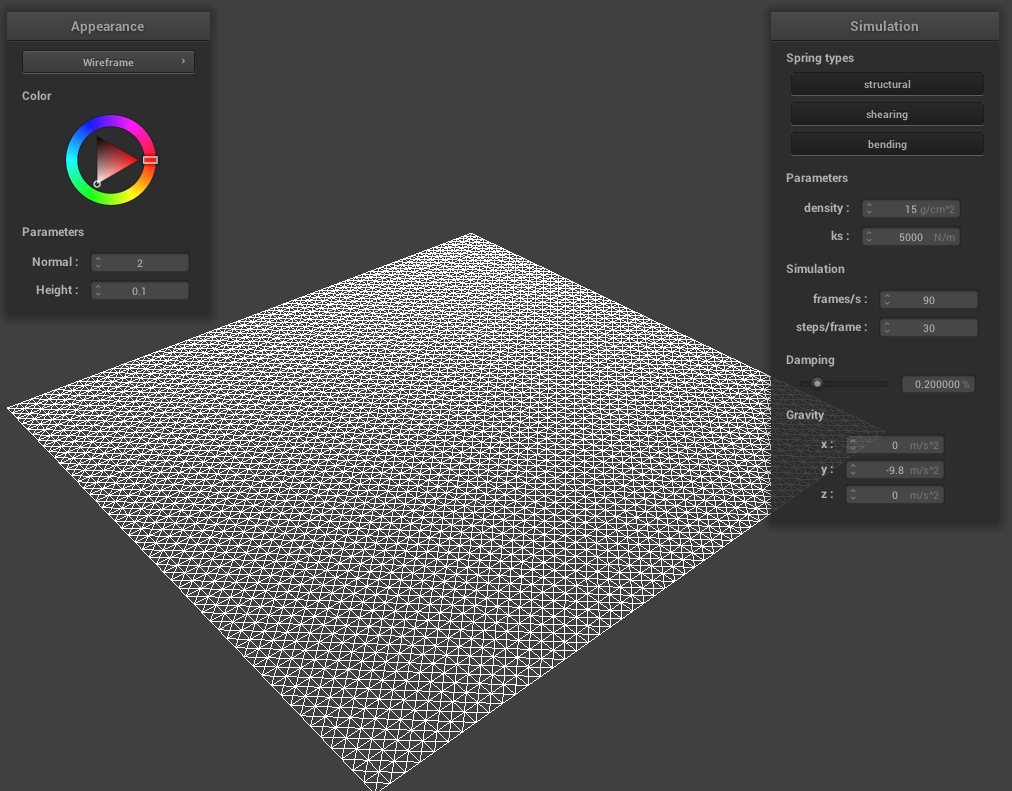 Appearance
Wireframe ›
Color
Parameters
Normal : 2
Height : 0.1
Simulation
Spring types
structural
shearing
bending
Parameters
density : 15 g/cm^2
ks : 5000 N/m
Simulation
frames/s : 90
steps/frame : 30
Damping
0.200000 %
Gravity
x : 0 m/s^2
y : -9.8 m/s^2
z : 0 m/s^2